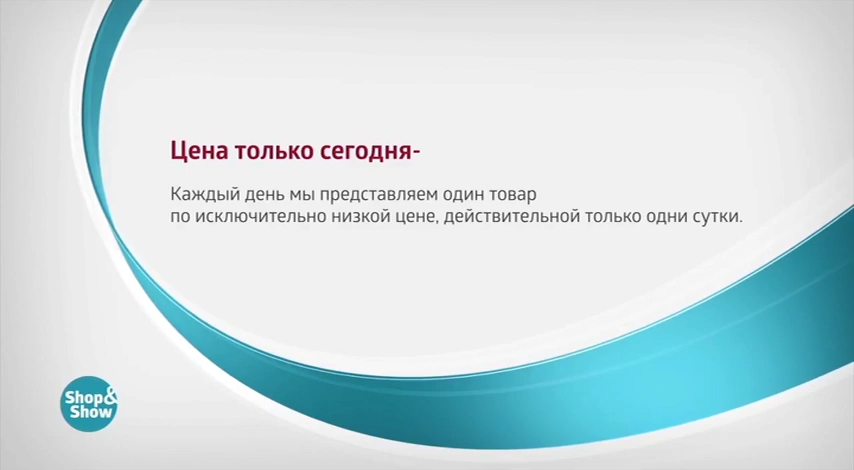 Цена только сегодня-
Каждый день мы представляем один товар
по исключительно низкой цене, действительной только одни сутки.
Shop&
Show